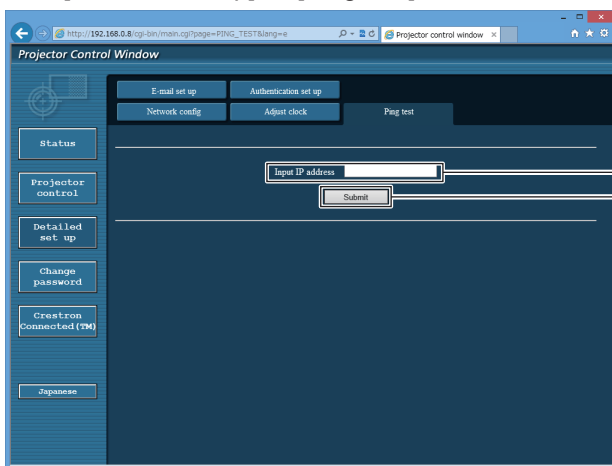 http://192.168.0.8/cgi-bin/main.cgi?page=PING_TEST&lang=e
Projector control window
Projector Control Window
E-mail set up
Authentication set up
Network config
Adjust clock
Ping test
Status
Projector
control
Detailed
set up
Change
password
Crestron
Connected(TM)
Japanese
Input IP address
Submit